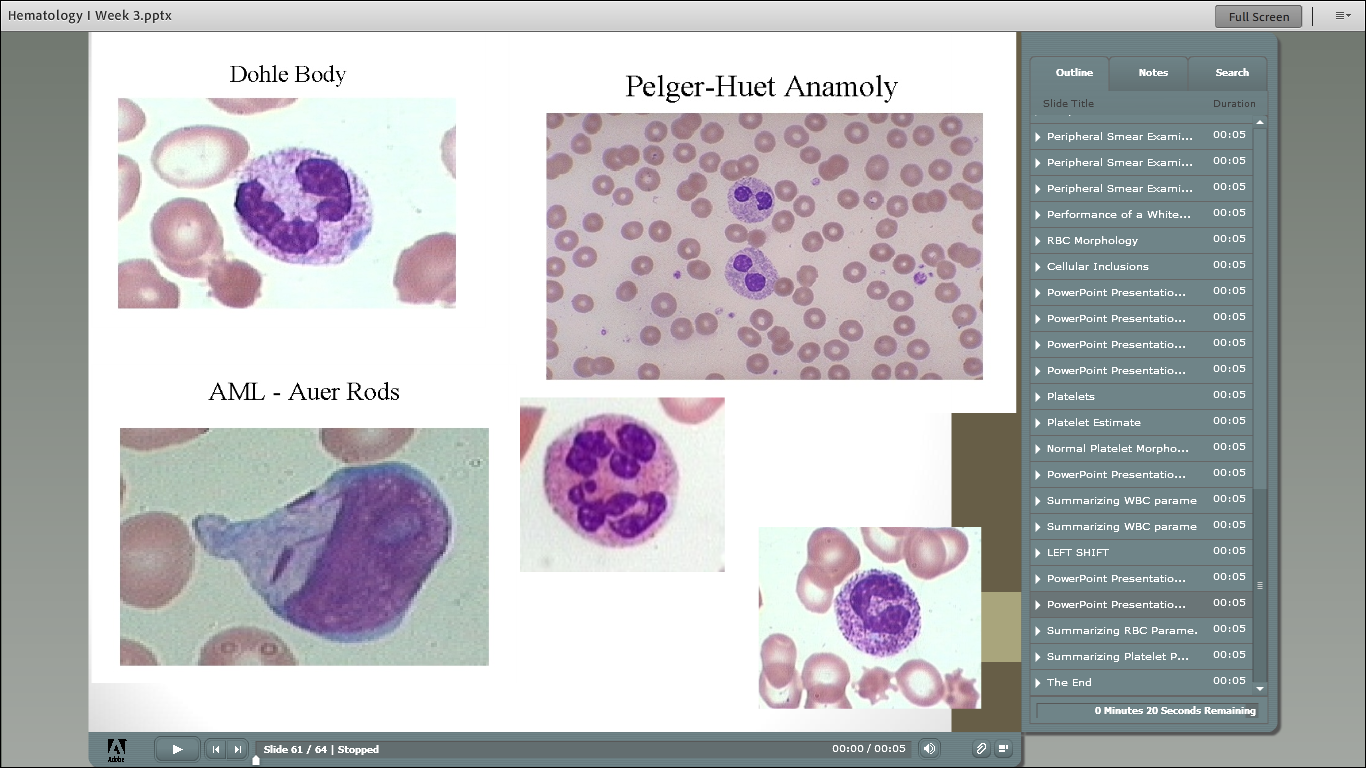 Hematology I Week 3.pptx
Full Screen
Dohle Body
Pelger-Huet Anamoly
AML - Auer Rods
Outline Notes Search
Slide Title Duration
Peripheral Smear Exami... 00:05
Peripheral Smear Exami... 00:05
Peripheral Smear Exami... 00:05
Performance of a White... 00:05
RBC Morphology 00:05
Cellular Inclusions 00:05
PowerPoint Presentatio... 00:05
PowerPoint Presentatio... 00:05
PowerPoint Presentatio... 00:05
PowerPoint Presentatio... 00:05
Platelets 00:05
Platelet Estimate 00:05
Normal Platelet Morpho... 00:05
PowerPoint Presentatio... 00:05
Summarizing WBC parame 00:05
Summarizing WBC parame 00:05
LEFT SHIFT 00:05
PowerPoint Presentatio... 00:05
PowerPoint Presentatio... 00:05
Summarizing RBC Parame. 00:05
Summarizing Platelet P... 00:05
The End 00:05
0 Minutes 20 Seconds Remaining
Adobe
Slide 61 / 64 | Stopped
00:00 / 00:05